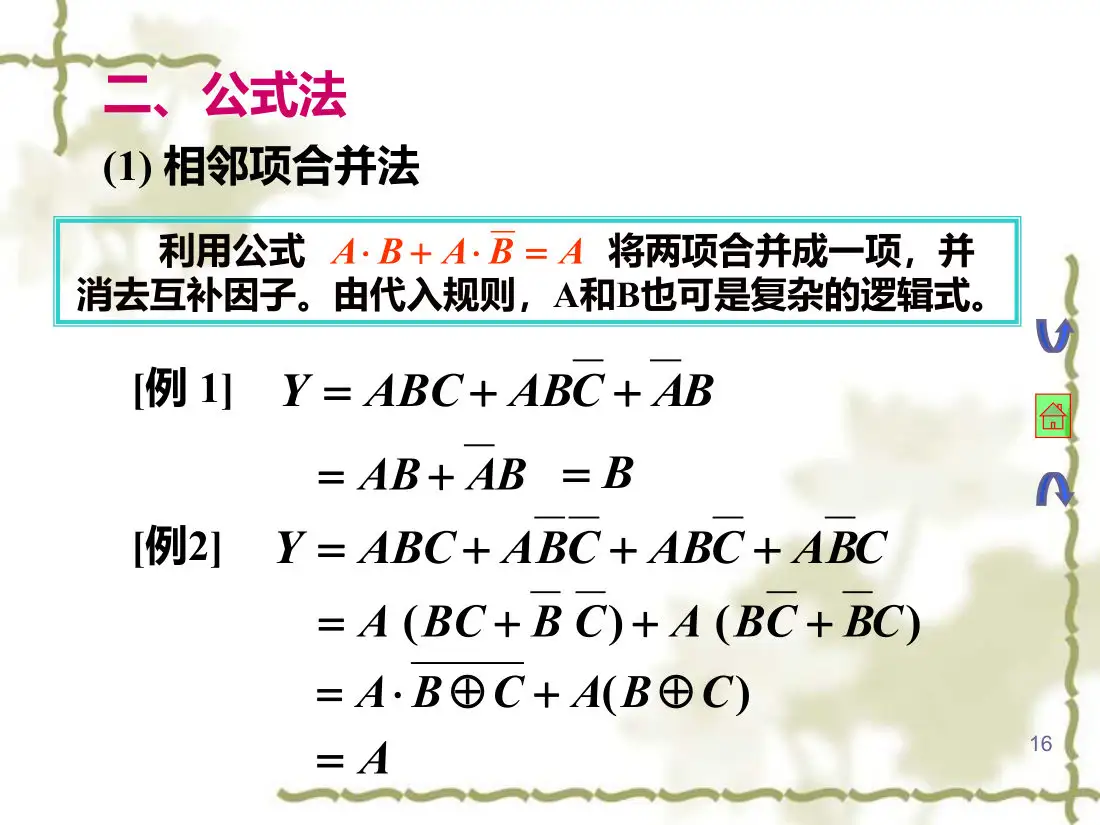 二、公式法
(1) 相邻项合并法
利用公式 A·B + A·B̅ = A 将两项合并成一项，并
消去互补因子。由代入规则，A和B也可是复杂的逻辑式。
[例 1] Y = ABC + ABC̅ + A̅B
= AB + A̅B = B
[例2] Y = ABC + AB̅C̅ + ABC̅ + AB̅C
= A (BC + B̅ C̅) + A (BC̅ + B̅C)
= A · B̅ ̅⊕̅ ̅C̅ + A(B ⊕ C)
= A
16